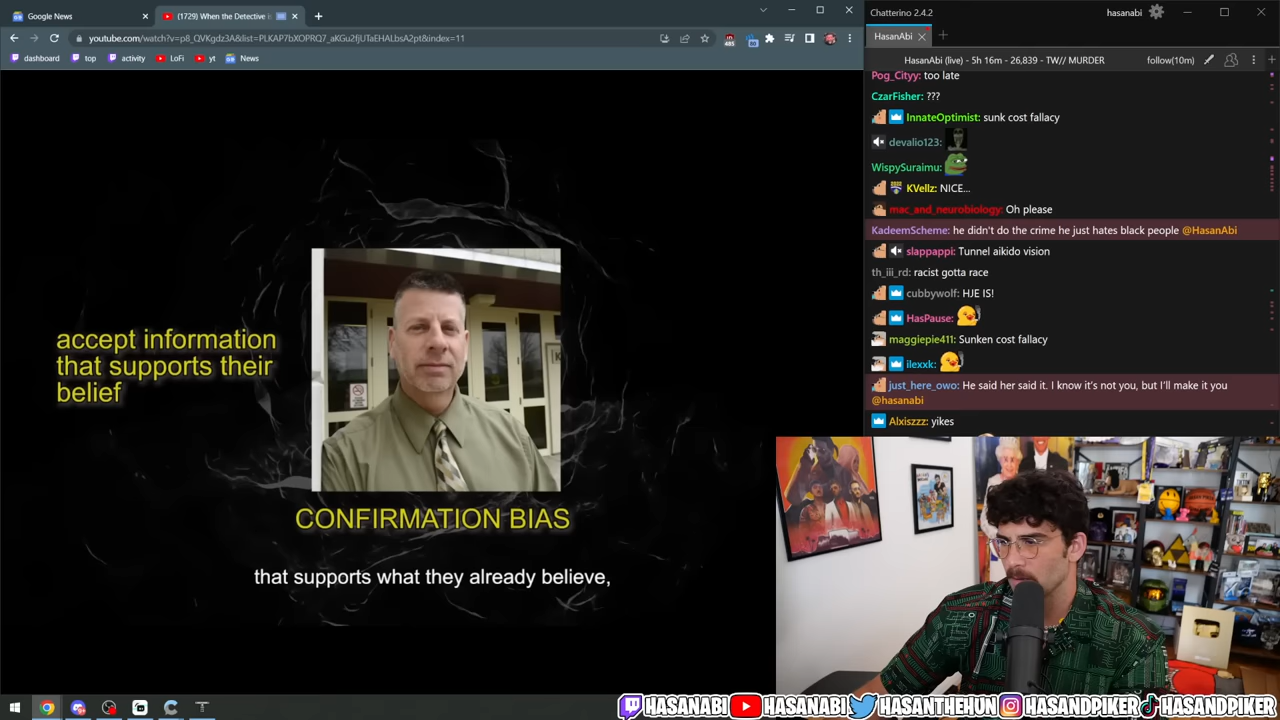 Google News
(1729) When the Detective i
Chatterino 2.4.2
hasanabi
youtube.com/watch?v=p8_QVKgdz3A&list=PLKAP7bXOPRQ7_aKGu2fjUTaEHALbsA2pt&index=11
HasanAbi
dashboard
top
activity
LoFi
yt
News
HasanAbi (live) - 5h 16m - 26,839 - TW// MURDER
follow(10m)
Pog_Cityy: too late
CzarFisher: ???
InnateOptimist: sunk cost fallacy
devalio123:
WispySuraimu:
KVellz: NICE...
mac_and_neurobiology: Oh please
KadeemScheme: he didn't do the crime he just hates black people @HasanAbi
slappappi: Tunnel aikido vision
th_iii_rd: racist gotta race
cubbywolf: HJE IS!
HasPause:
maggiepie411: Sunken cost fallacy
ilexxk:
just_here_owo: He said her said it. I know it's not you, but I'll make it you
@hasanabi
Alxiszzz: yikes
accept information
that supports their
belief
CONFIRMATION BIAS
that supports what they already believe,
HASANABI
HASANABI
HASANTHEHUN
HASANDPIKER
HASANDPIKER